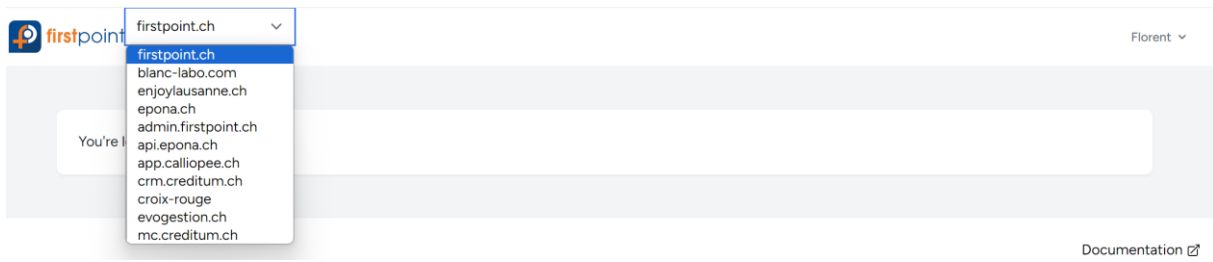 firstpoint
firstpoint.ch
Florent
firstpoint.ch
blanc-labo.com
enjoylausanne.ch
epona.ch
admin.firstpoint.ch
You're l
api.epona.ch
app.calliopee.ch
crm.creditum.ch
croix-rouge
evogestion.ch
mc.creditum.ch
Documentation